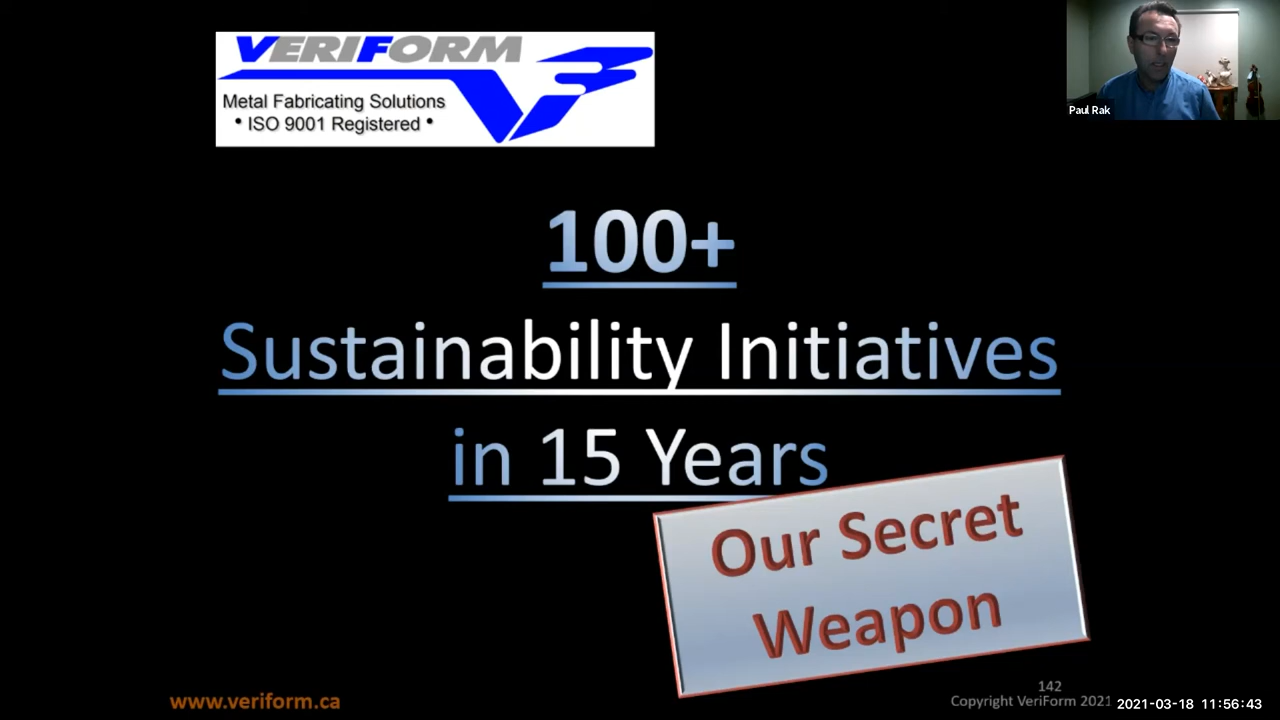 VERIFORM
Metal Fabricating Solutions
• ISO 9001 Registered •
Paul Rak
100+
Sustainability Initiatives
in 15 Years
Our Secret
Weapon
www.veriform.ca
142
Copyright VeriForm 2021
2021-03-18 11:56:43